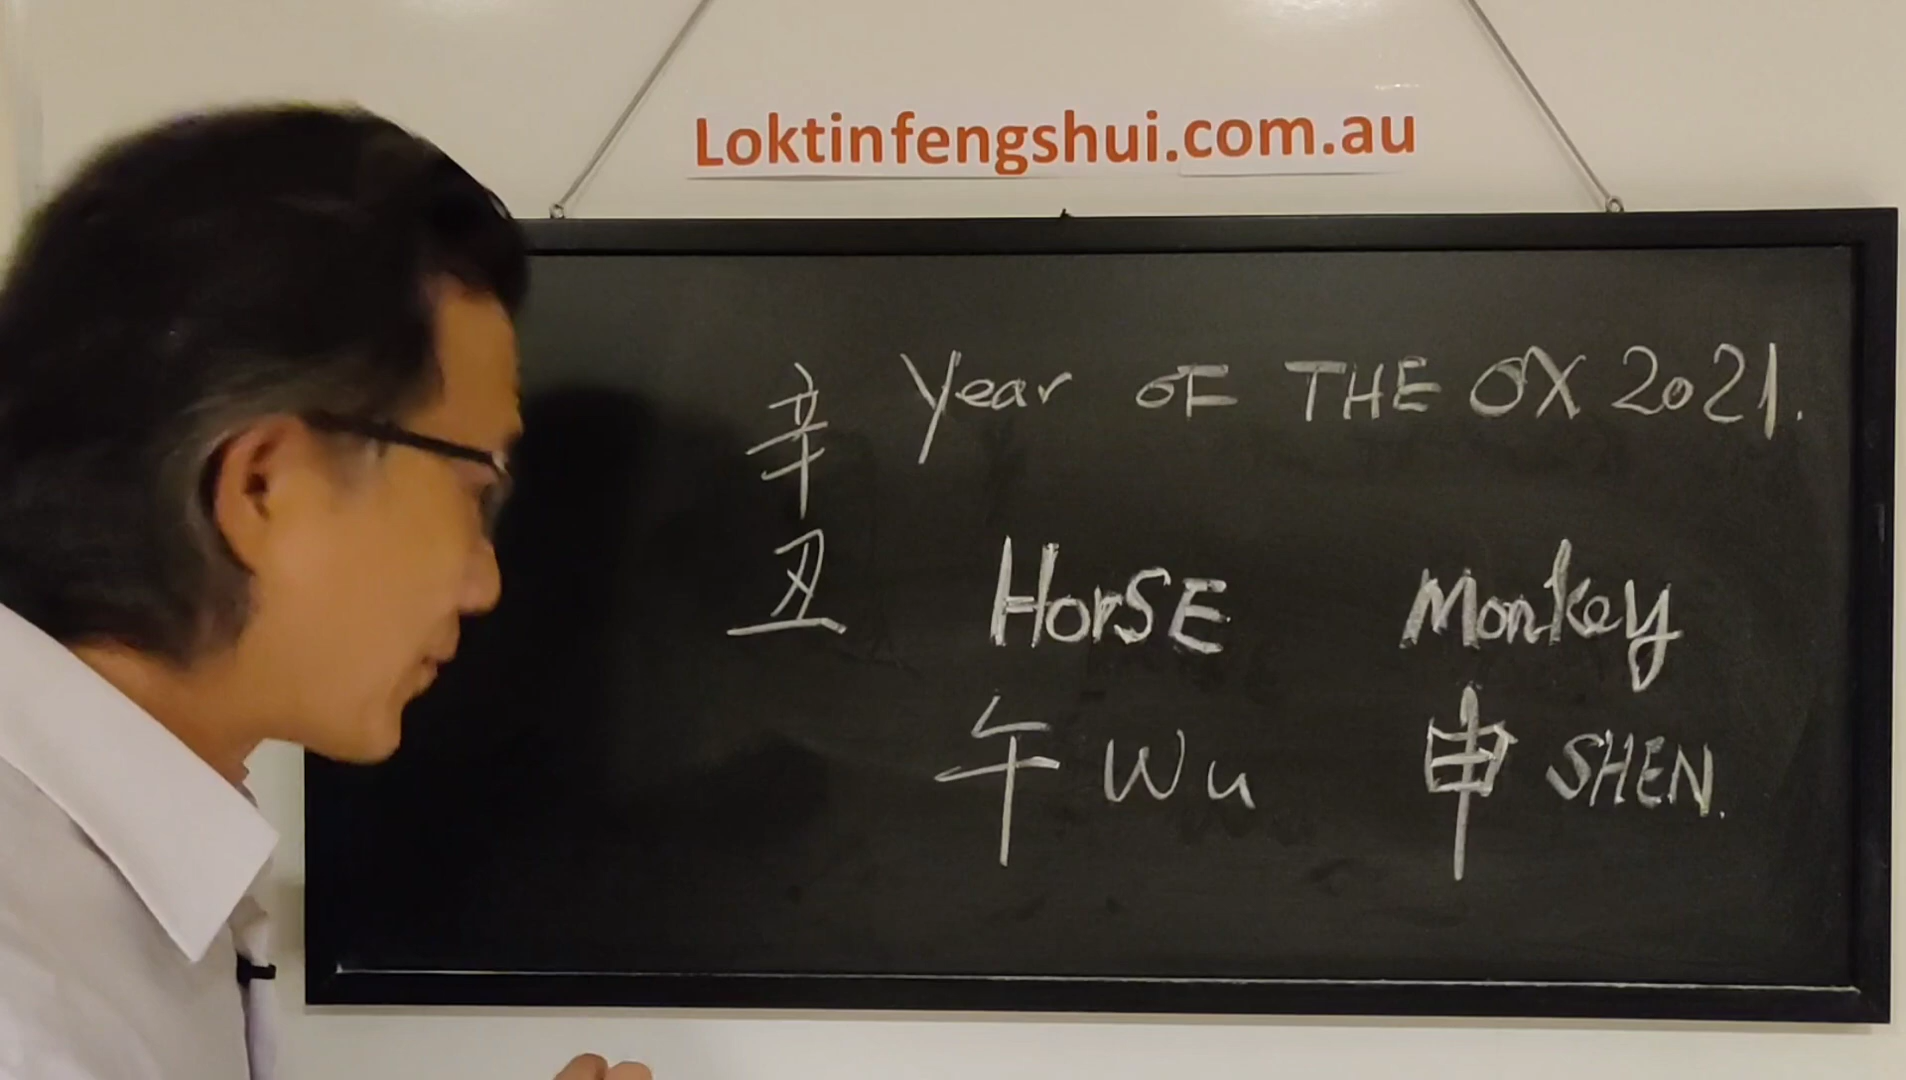 Loktinfengshui.com.au
辛丑
Year OF THE OX 2021.
HorSE Monkey
午 Wu 申 SHEN.